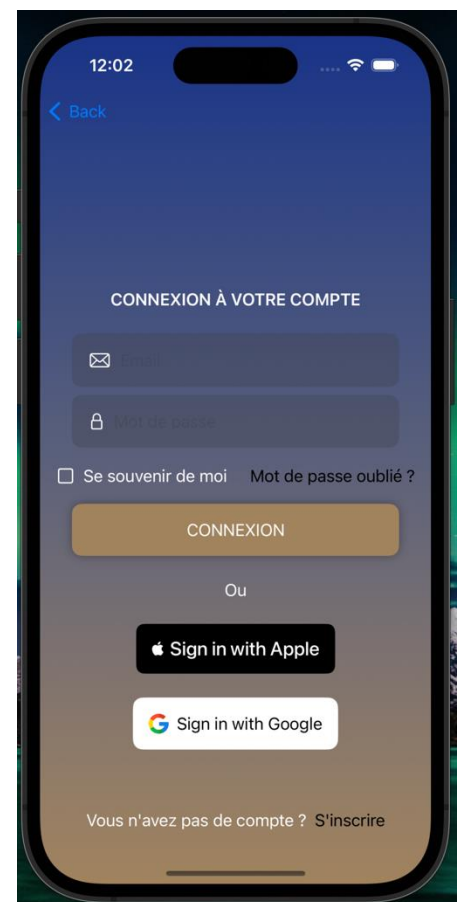 12:02
Back
CONNEXION À VOTRE COMPTE
Email
Mot de passe
Se souvenir de moi Mot de passe oublié ?
CONNEXION
Ou
Sign in with Apple
Sign in with Google
Vous n'avez pas de compte ? S'inscrire